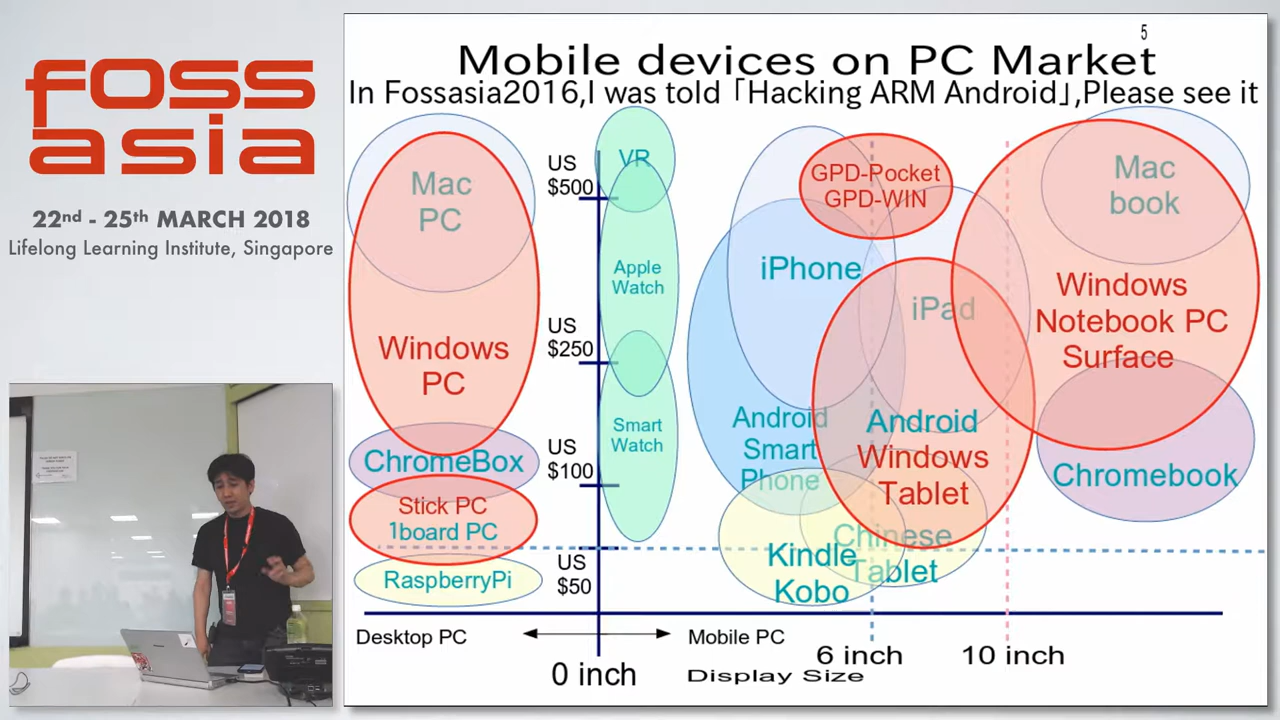 foss
asia
22nd - 25th MARCH 2018
Lifelong Learning Institute, Singapore
5
Mobile devices on PC Market
In Fossasia2016,I was told「Hacking ARM Android」,Please see it
Mac
PC
Windows
PC
ChromeBox
Stick PC
1board PC
RaspberryPi
US
$500
US
$250
US
$100
US
$50
VR
Apple
Watch
Smart
Watch
iPhone
GPD-Pocket
GPD-WIN
iPad
Android
Smart
Phone
Android
Windows
Tablet
Kindle
Kobo
Chinese
Tablet
Mac
book
Windows
Notebook PC
Surface
Chromebook
Desktop PC
Mobile PC
0 inch
6 inch
10 inch
Display Size